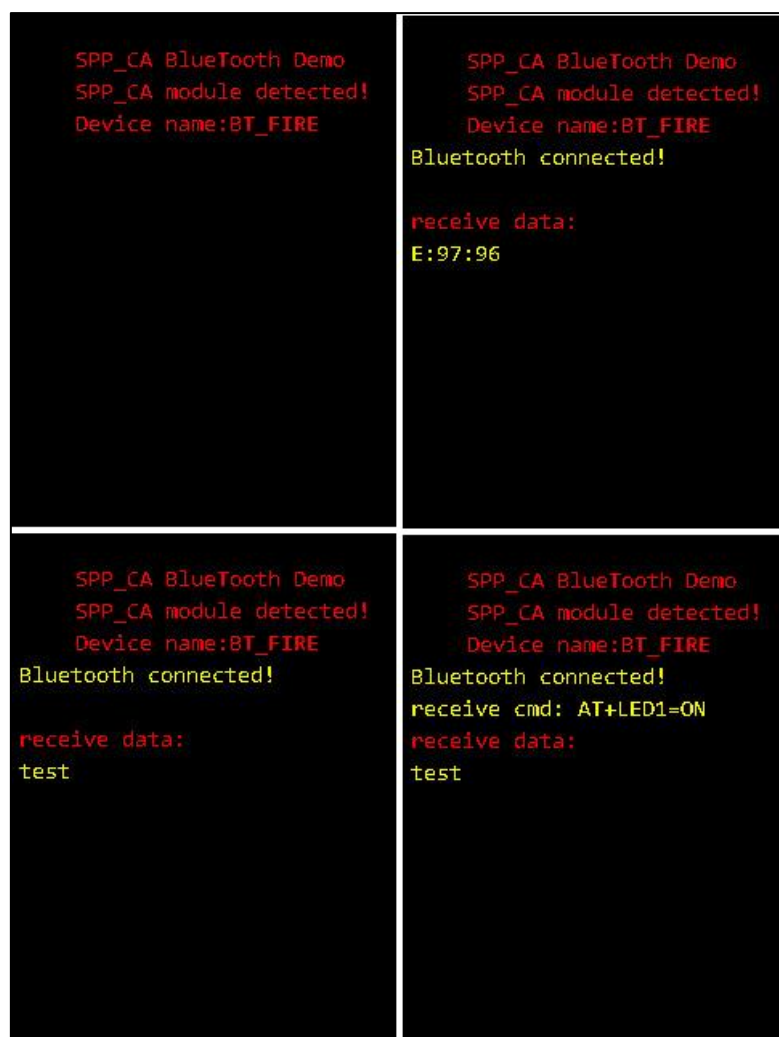 SPP_CA BlueTooth Demo
SPP_CA module detected!
Device name:BT_FIRE
SPP_CA BlueTooth Demo
SPP_CA module detected!
Device name:BT_FIRE
Bluetooth connected!
receive data:
E:97:96
SPP_CA BlueTooth Demo
SPP_CA module detected!
Device name:BT_FIRE
Bluetooth connected!
receive data:
test
SPP_CA BlueTooth Demo
SPP_CA module detected!
Device name:BT_FIRE
Bluetooth connected!
receive cmd: AT+LED1=ON
receive data:
test